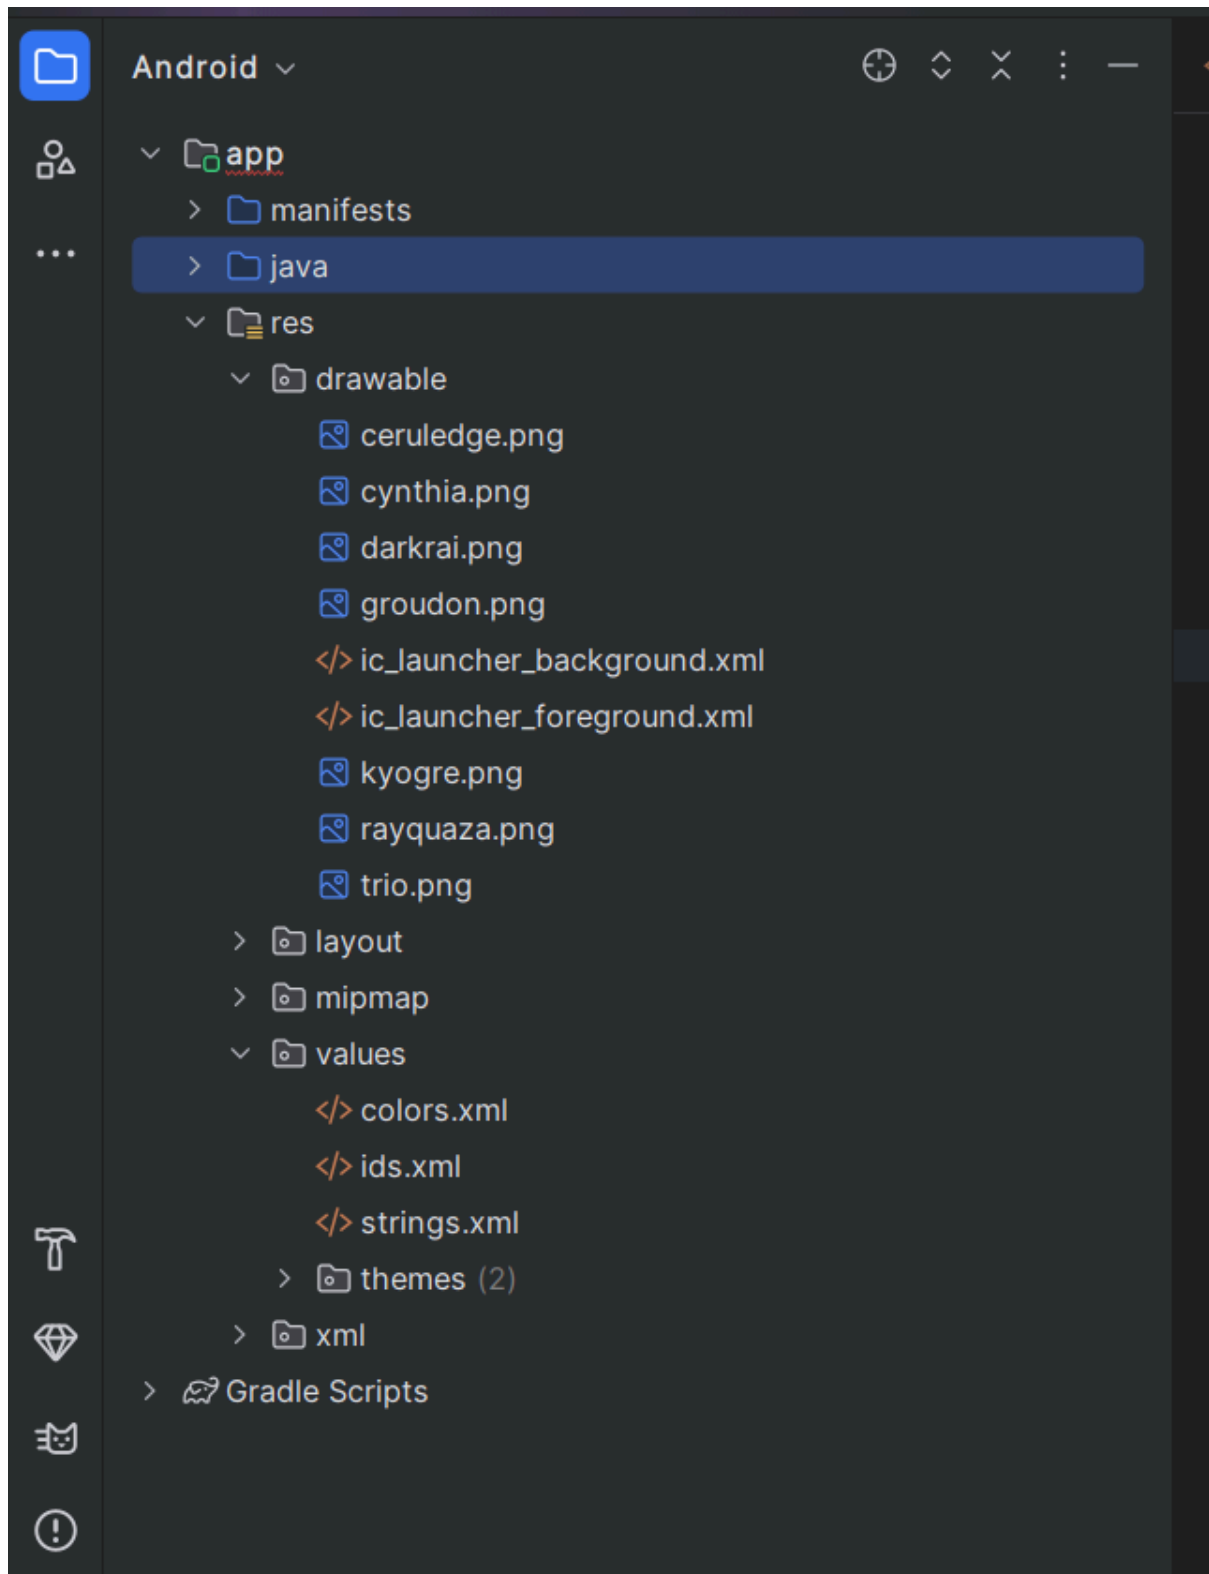 Android
app
manifests
java
res
drawable
ceruledge.png
cynthia.png
darkrai.png
groudon.png
ic_launcher_background.xml
ic_launcher_foreground.xml
kyogre.png
rayquaza.png
trio.png
layout
mipmap
values
colors.xml
ids.xml
strings.xml
themes (2)
xml
Gradle Scripts